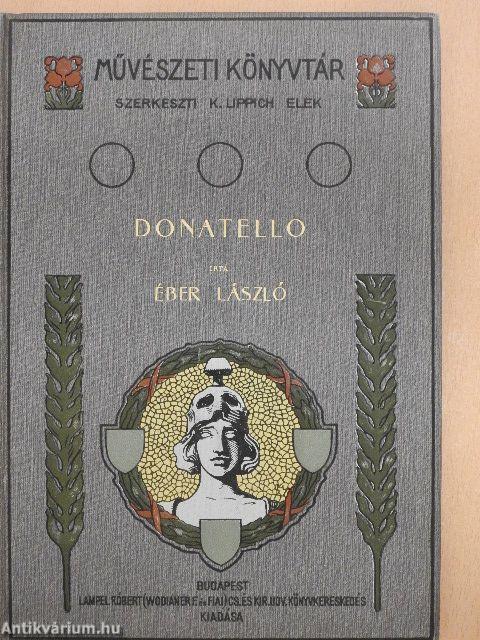 MŰVÉSZETI KÖNYVTÁR
SZERKESZTI K. LIPPICH ELEK
DONATELLO
IRTA
ÉBER LÁSZLÓ
BUDAPEST
LAMPEL RÓBERT (WODIANER F. és FIAI) CS. ÉS KIR. UDV. KÖNYVKERESKEDÉS
KIADÁSA
Antikvárium.hu